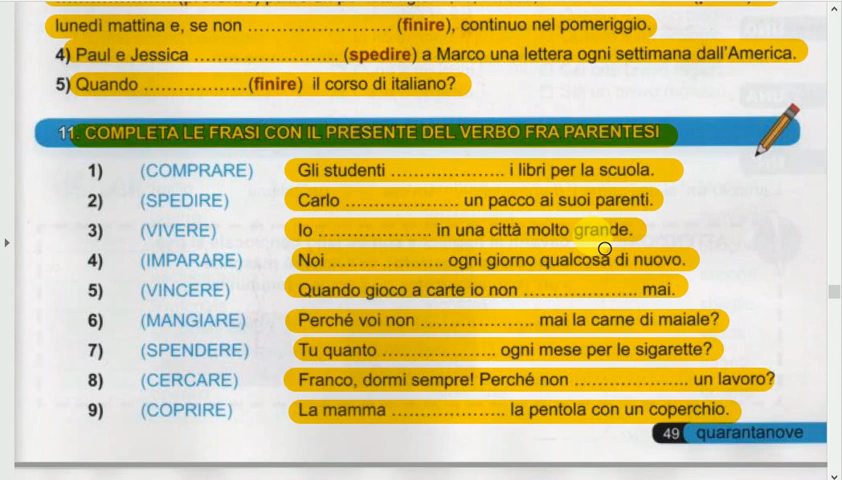 lunedì mattina e, se non ........................ (finire), continuo nel pomeriggio.
4) Paul e Jessica ........................ (spedire) a Marco una lettera ogni settimana dall'America.
5) Quando ..................(finire) il corso di italiano?
11. COMPLETA LE FRASI CON IL PRESENTE DEL VERBO FRA PARENTESI
1) (COMPRARE) Gli studenti .................... i libri per la scuola.
2) (SPEDIRE) Carlo .................... un pacco ai suoi parenti.
3) (VIVERE) Io .................... in una città molto grande.
4) (IMPARARE) Noi .................... ogni giorno qualcosa di nuovo.
5) (VINCERE) Quando gioco a carte io non .................... mai.
6) (MANGIARE) Perché voi non .................... mai la carne di maiale?
7) (SPENDERE) Tu quanto .................... ogni mese per le sigarette?
8) (CERCARE) Franco, dormi sempre! Perché non .................... un lavoro?
9) (COPRIRE) La mamma .................... la pentola con un coperchio.
49 quarantanove